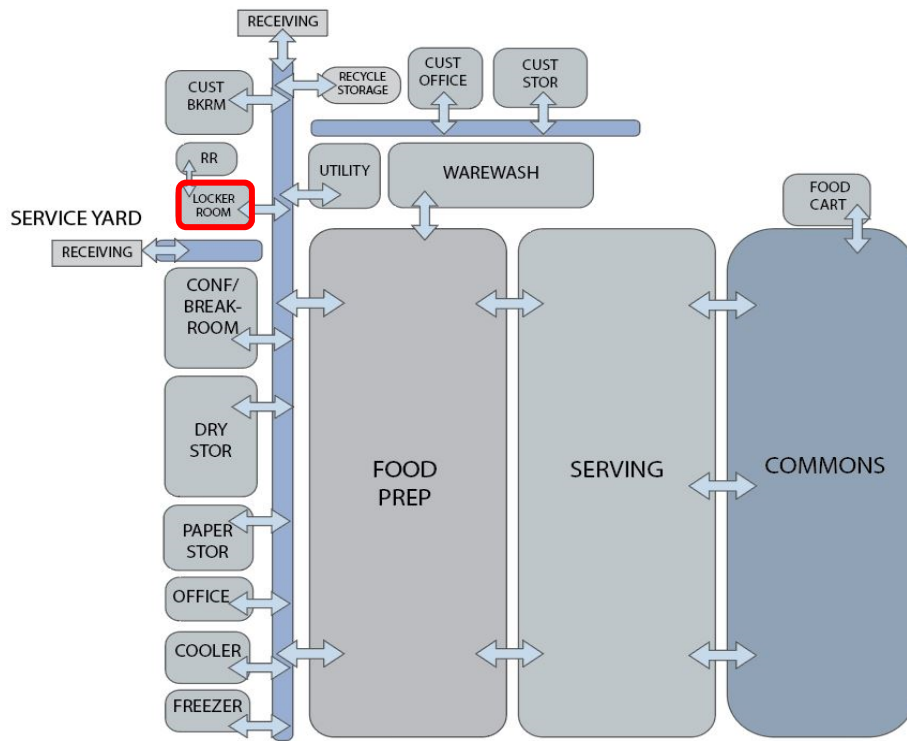 RECEIVING
CUST
BKRM
RECYCLE
STORAGE
CUST
OFFICE
CUST
STOR
RR
UTILITY
WAREWASH
LOCKER
ROOM
FOOD
CART
SERVICE YARD
RECEIVING
CONF/
BREAK-
ROOM
DRY
STOR
FOOD
PREP
SERVING
COMMONS
PAPER
STOR
OFFICE
COOLER
FREEZER